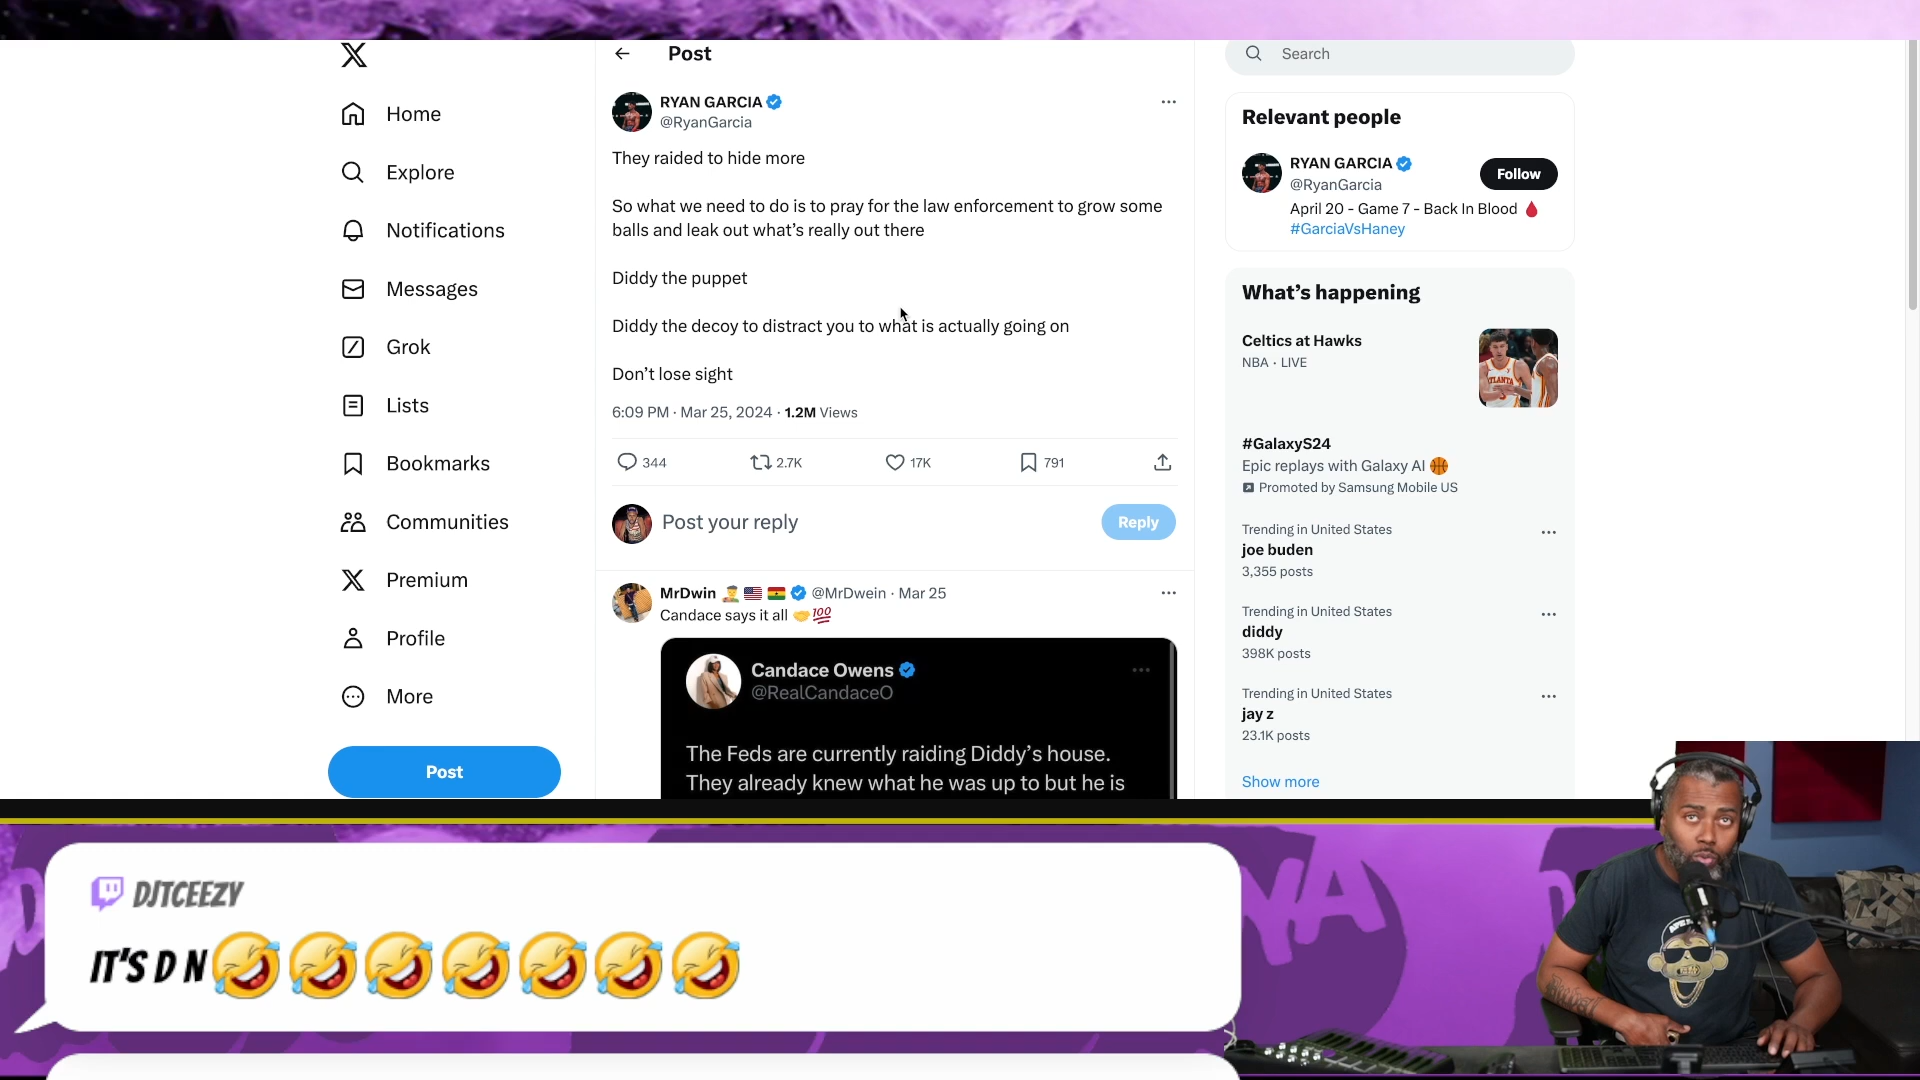 Post
Search
Home
Explore
Notifications
Messages
Grok
Lists
Bookmarks
Communities
Premium
Profile
More
Post
RYAN GARCIA
@RyanGarcia
They raided to hide more
So what we need to do is to pray for the law enforcement to grow some
balls and leak out what’s really out there
Diddy the puppet
Diddy the decoy to distract you to what is actually going on
Don’t lose sight
6:09 PM · Mar 25, 2024 · 1.2M Views
344 2.7K 17K 791
Post your reply
Reply
MrDwin 🇺🇸 🇬🇭 @MrDwein · Mar 25
Candace says it all 🤝💯
Candace Owens
@RealCandaceO
The Feds are currently raiding Diddy’s house.
They already knew what he was up to but he is
Relevant people
RYAN GARCIA
@RyanGarcia
Follow
April 20 - Game 7 - Back In Blood 🩸
#GarciaVsHaney
What’s happening
Celtics at Hawks
NBA · LIVE
ATLANTA
#GalaxyS24
Epic replays with Galaxy AI 🏀
Promoted by Samsung Mobile US
Trending in United States
joe buden
3,355 posts
Trending in United States
diddy
398K posts
Trending in United States
jay z
23.1K posts
Show more
DJTCEEZY
IT'S D N🤣🤣🤣🤣🤣🤣🤣